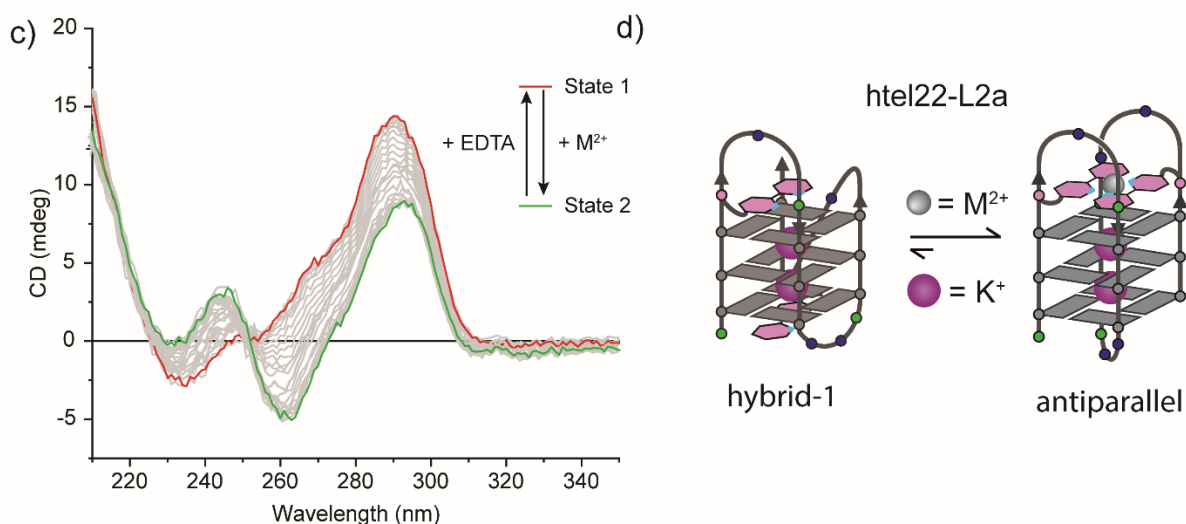 c)
20
15
10
5
0
-5
CD (mdeg)
220 240 260 280 300 320 340
Wavelength (nm)
State 1
+ EDTA + M²⁺
State 2
d)
htel22-L2a
= M²⁺
= K⁺
hybrid-1
antiparallel